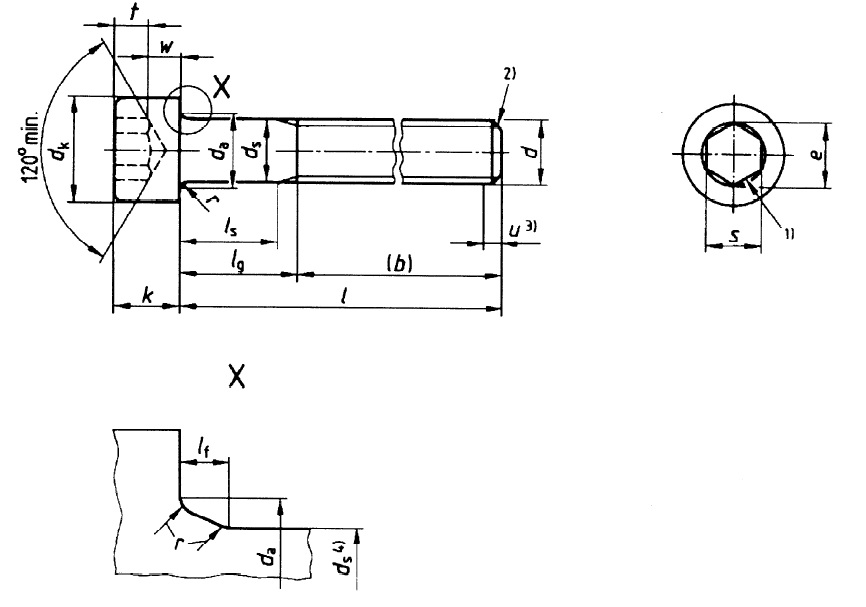 t
w
X
2)
120° min.
dk
da
ds
d
e
r
ls
u 3)
s
1)
lg
(b)
k
l
X
lf
r
da
ds 4)